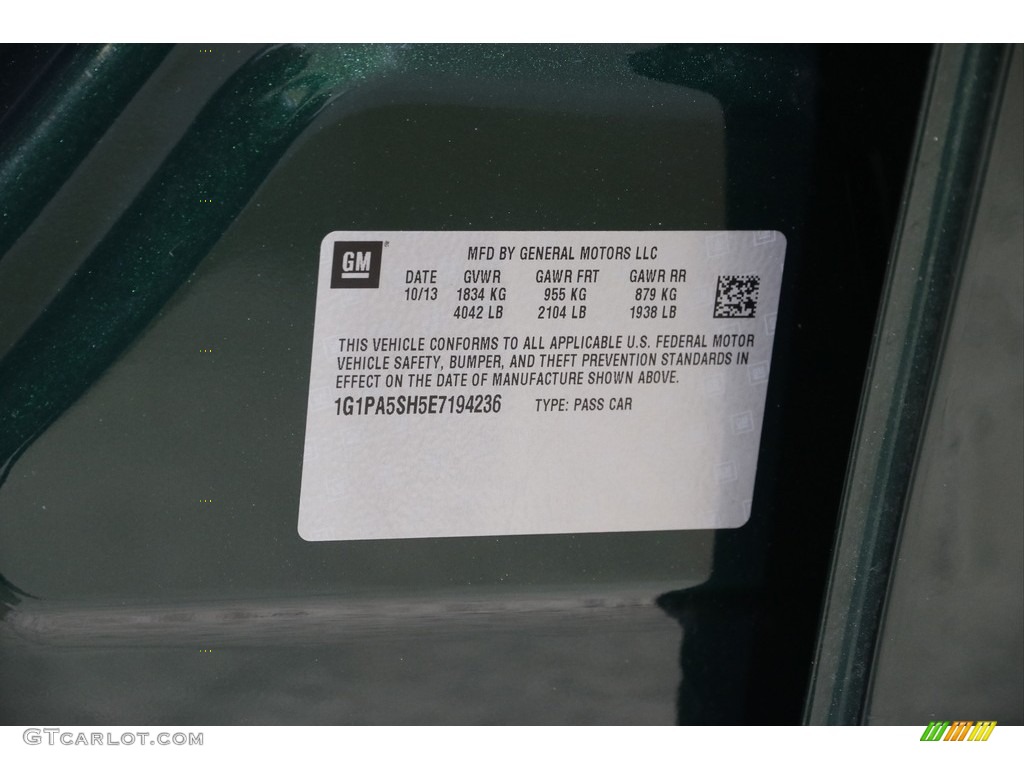 GM
MFD BY GENERAL MOTORS LLC
DATE GVWR GAWR FRT GAWR RR
10/13 1834 KG 955 KG 879 KG
4042 LB 2104 LB 1938 LB
THIS VEHICLE CONFORMS TO ALL APPLICABLE U.S. FEDERAL MOTOR
VEHICLE SAFETY, BUMPER, AND THEFT PREVENTION STANDARDS IN
EFFECT ON THE DATE OF MANUFACTURE SHOWN ABOVE.
1G1PA5SH5E7194236 TYPE: PASS CAR
GTCarlot.com